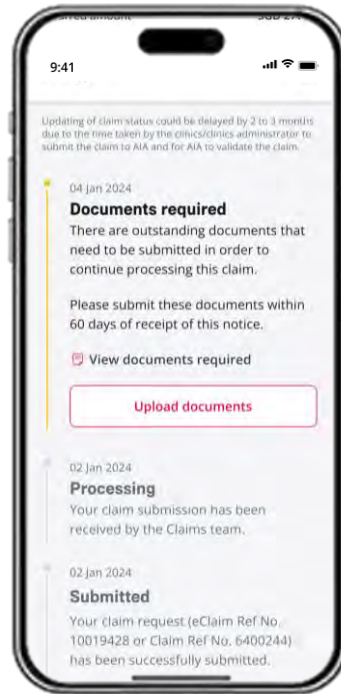 9:41
Updating of claim status could be delayed by 2 to 3 months
due to the time taken by the clinics/clinics administrator to
submit the claim to AIA and for AIA to validate the claim.
04 Jan 2024
Documents required
There are outstanding documents that
need to be submitted in order to
continue processing this claim.
Please submit these documents within
60 days of receipt of this notice.
View documents required
Upload documents
02 Jan 2024
Processing
Your claim submission has been
received by the Claims team.
02 Jan 2024
Submitted
Your claim request (eClaim Ref No.
10019428 or Claim Ref No. 6400244)
has been successfully submitted.